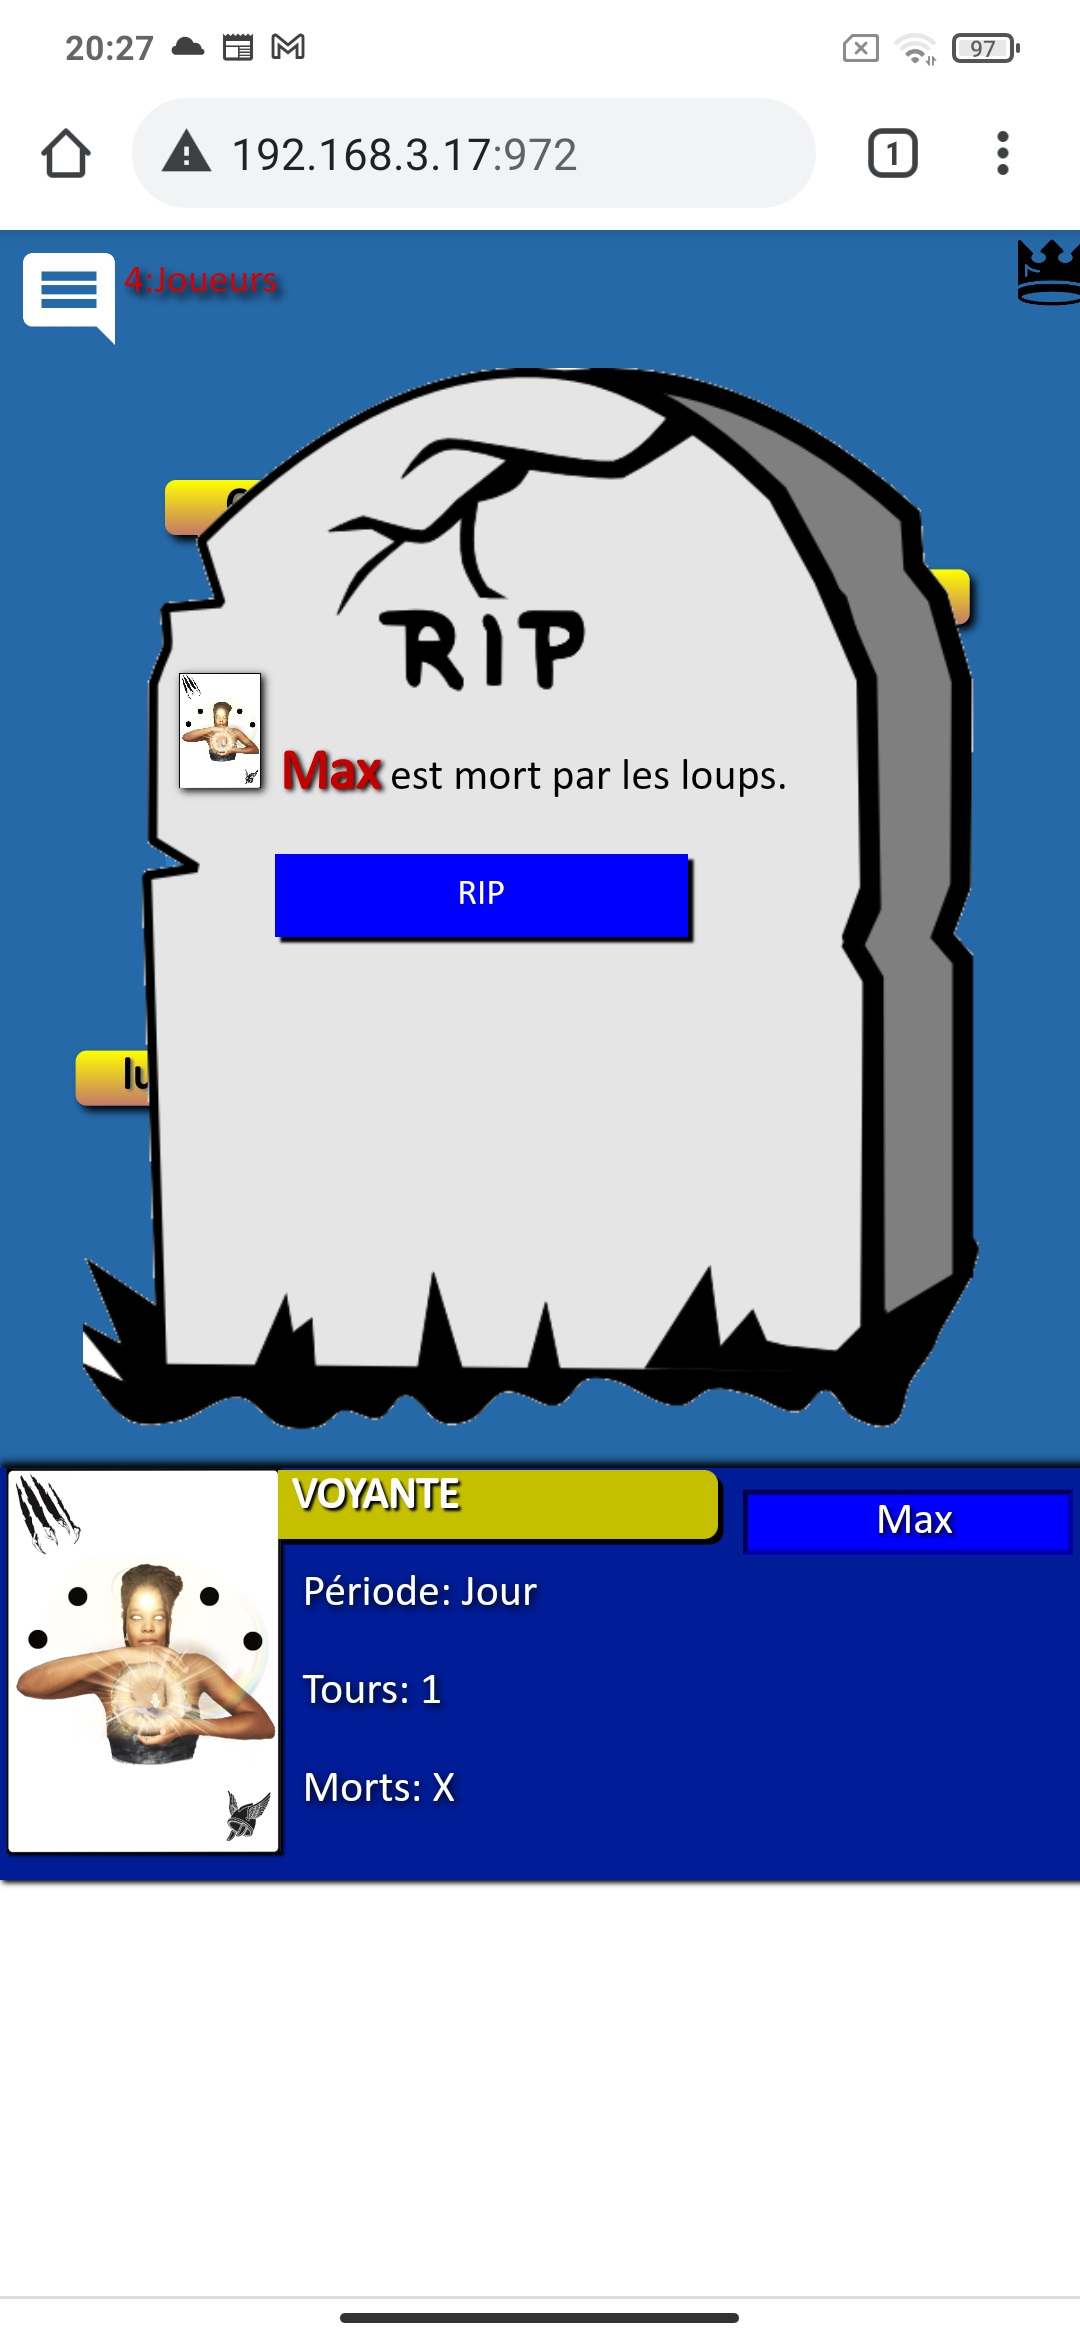 20:27
97
192.168.3.17:972
1
4:Joueurs
RIP
Max est mort par les loups.
RIP
VOYANTE
Max
Période: Jour
Tours: 1
Morts: X